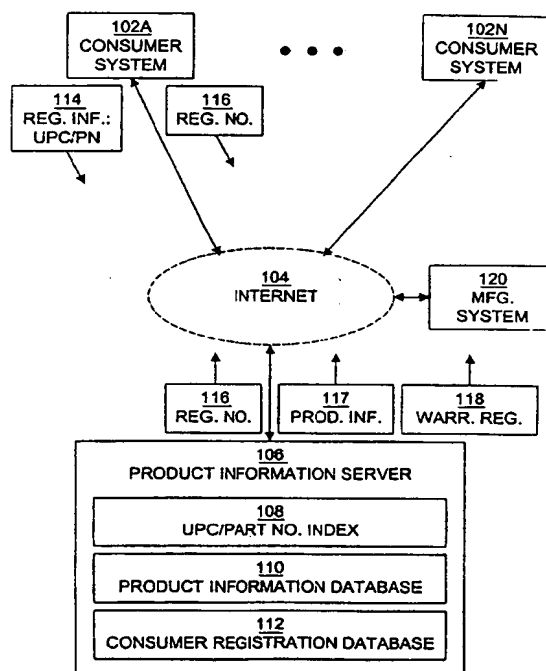 102A
CONSUMER
SYSTEM
102N
CONSUMER
SYSTEM
114
REG. INF.:
UPC/PN
116
REG. NO.
104
INTERNET
120
MFG.
SYSTEM
116
REG. NO.
117
PROD. INF.
118
WARR. REG.
106
PRODUCT INFORMATION SERVER
108
UPC/PART NO. INDEX
110
PRODUCT INFORMATION DATABASE
112
CONSUMER REGISTRATION DATABASE